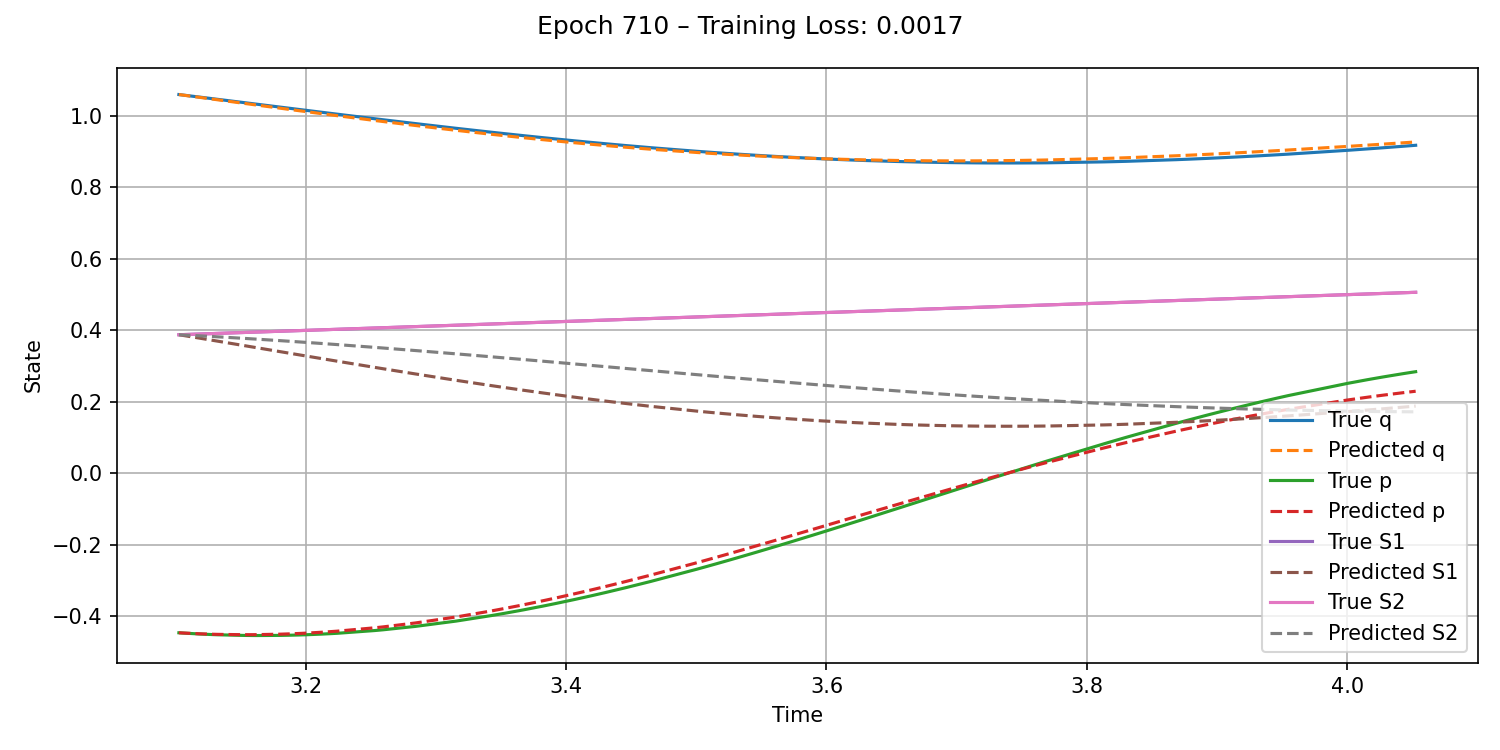 Epoch 710 – Training Loss: 0.0017
1.0
0.8
0.6
0.4
0.2
0.0
−0.2
−0.4
State
3.2
3.4
3.6
3.8
4.0
Time
True q
Predicted q
True p
Predicted p
True S1
Predicted S1
True S2
Predicted S2